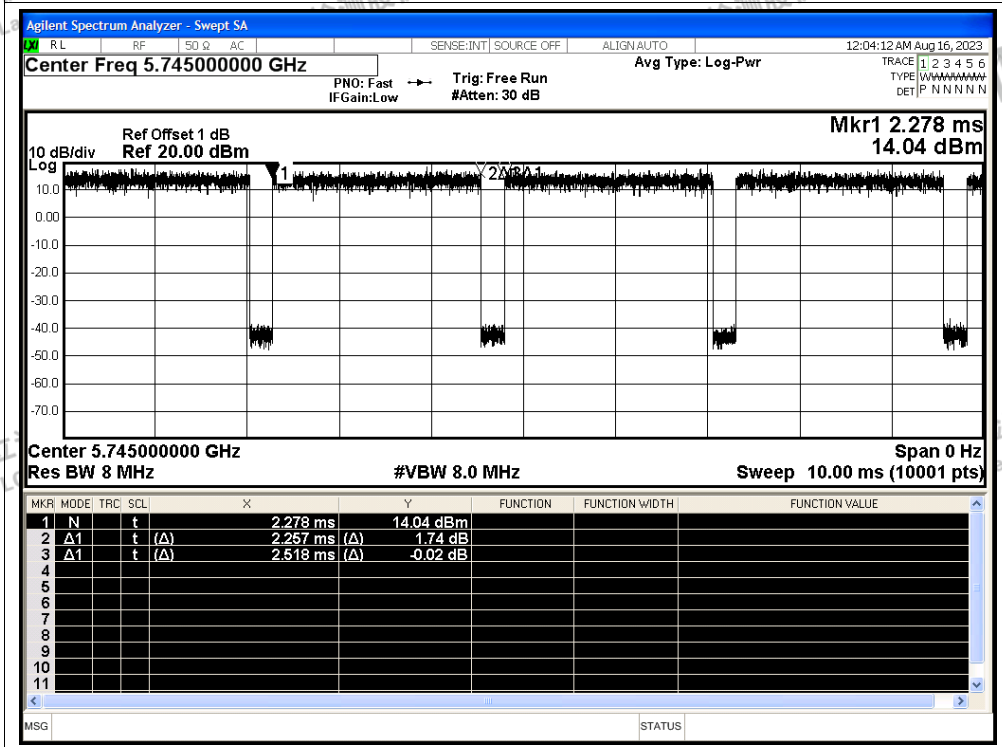 Agilent Spectrum Analyzer - Swept SA
LXI RL RF 50 Ω AC SENSE:INT SOURCE OFF ALIGN AUTO 12:04:12 AM Aug 16, 2023
Center Freq 5.745000000 GHz Avg Type: Log-Pwr TRACE 1 2 3 4 5 6
PNO: Fast Trig: Free Run TYPE
IFGain:Low #Atten: 30 dB DET P N N N N N
Mkr1 2.278 ms
Ref Offset 1 dB
10 dB/div Ref 20.00 dBm 14.04 dBm
Log
1 2Δ1 3Δ1
10.0
0.00
-10.0
-20.0
-30.0
-40.0
-50.0
-60.0
-70.0
Center 5.745000000 GHz Span 0 Hz
Res BW 8 MHz #VBW 8.0 MHz Sweep 10.00 ms (10001 pts)
MKR MODE TRC SCL X Y FUNCTION FUNCTION WIDTH FUNCTION VALUE
1 N t 2.278 ms 14.04 dBm
2 Δ1 t (Δ) 2.257 ms (Δ) 1.74 dB
3 Δ1 t (Δ) 2.518 ms (Δ) -0.02 dB
4
5
6
7
8
9
10
11
MSG STATUS